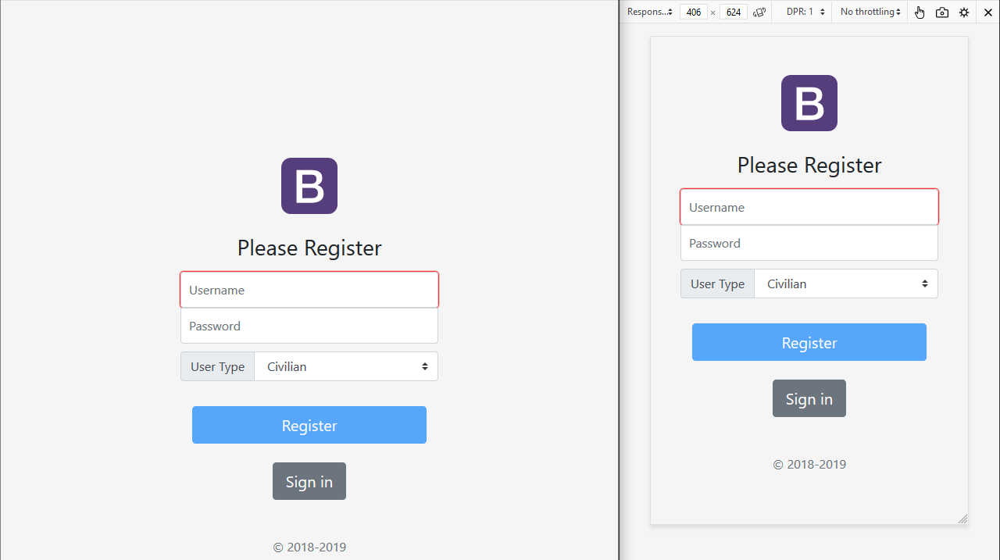 B
Please Register
Username
Password
User Type Civilian
Register
Sign in
© 2018-2019
Respons... 406 × 624 DPR: 1 No throttling
B
Please Register
Username
Password
User Type Civilian
Register
Sign in
© 2018-2019